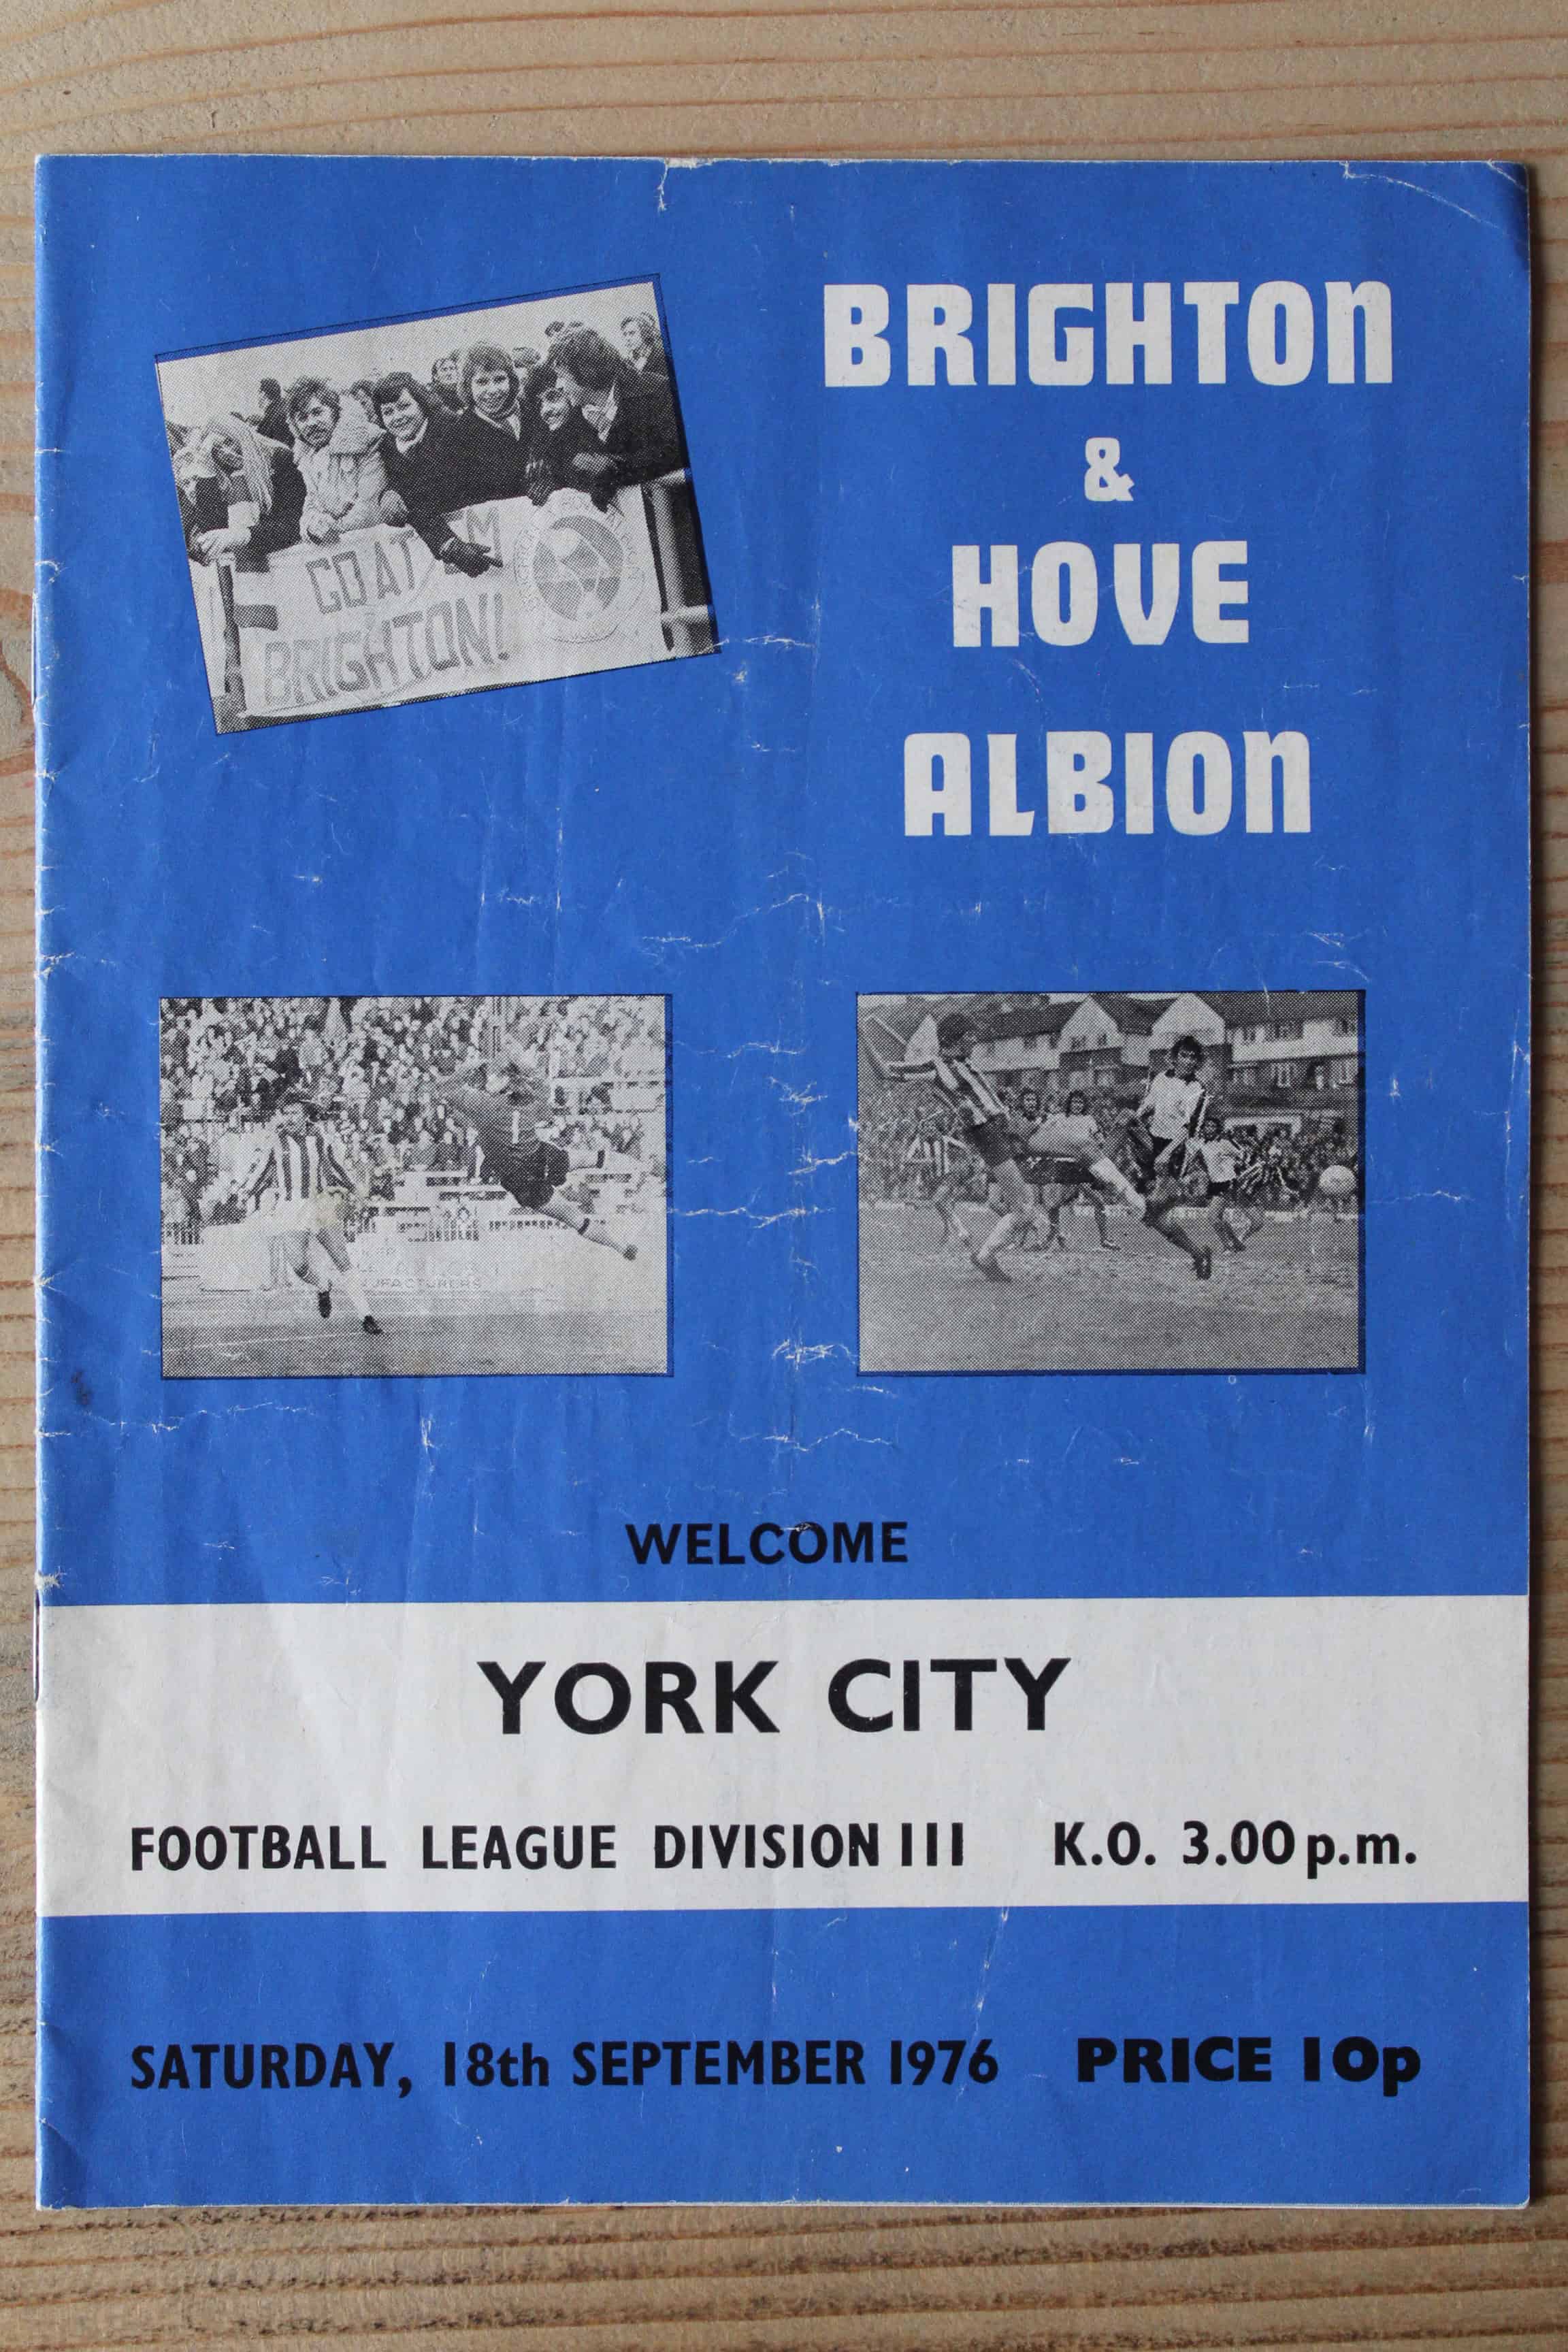 BRIGHTON
&
HOVE
ALBION
GO AT
BRIGHTON!
UFACTURERS
WELCOME
YORK CITY
FOOTBALL LEAGUE DIVISION III K.O. 3.00 p.m.
SATURDAY, 18th SEPTEMBER 1976 PRICE 10p